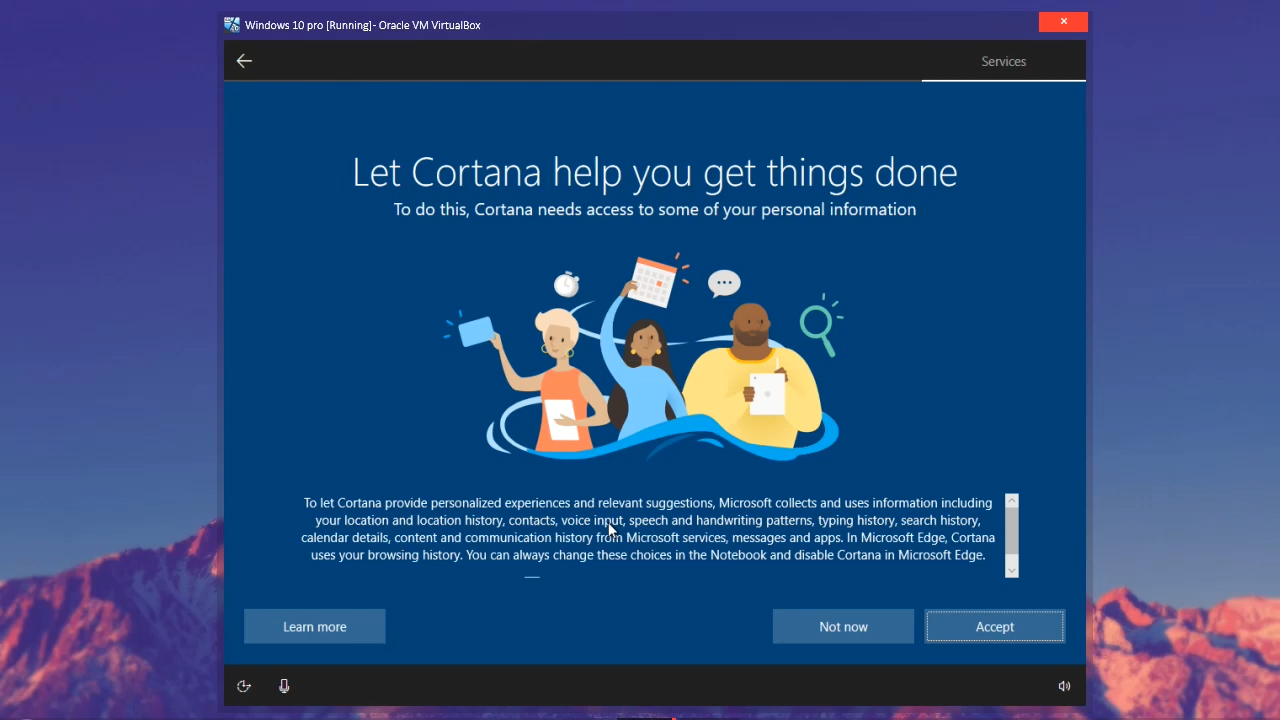 Windows 10 pro [Running]- Oracle VM VirtualBox
Services
Let Cortana help you get things done
To do this, Cortana needs access to some of your personal information
To let Cortana provide personalized experiences and relevant suggestions, Microsoft collects and uses information including
your location and location history, contacts, voice input, speech and handwriting patterns, typing history, search history,
calendar details, content and communication history from Microsoft services, messages and apps. In Microsoft Edge, Cortana
uses your browsing history. You can always change these choices in the Notebook and disable Cortana in Microsoft Edge.
Learn more
Not now
Accept